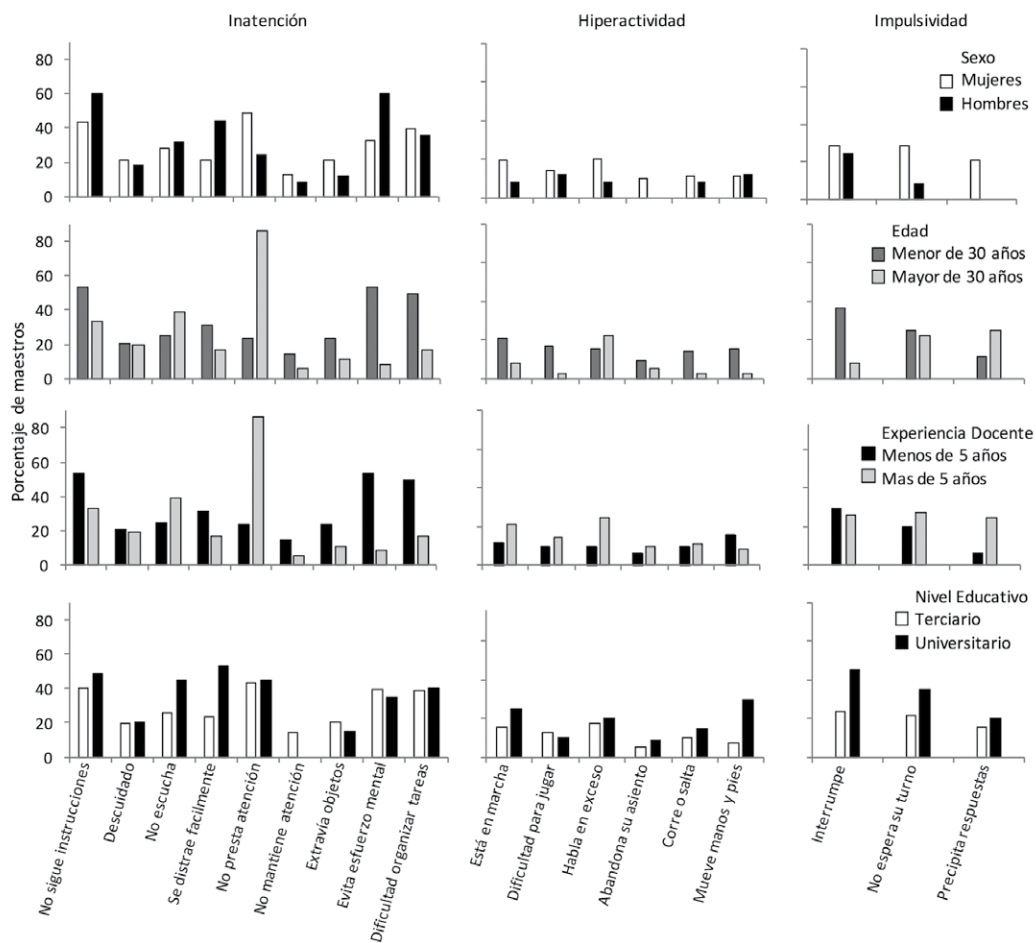 Inatención
Hiperactividad
Impulsividad
Porcentaje de maestros
80
60
40
20
0
Sexo
Mujeres
Hombres
80
60
40
20
0
Edad
Menor de 30 años
Mayor de 30 años
80
60
40
20
0
Experiencia Docente
Menos de 5 años
Mas de 5 años
80
60
40
20
0
Nivel Educativo
Terciario
Universitario
No sigue instrucciones
Descuidado
No escucha
Se distrae facilmente
No presta atención
No mantiene atención
Extravía objetos
Evita esfuerzo mental
Dificultad organizar tareas
Está en marcha
Dificultad para jugar
Habla en exceso
Abandona su asiento
Corre o salta
Mueve manos y pies
Interrumpe
No espera su turno
Precipita respuestas